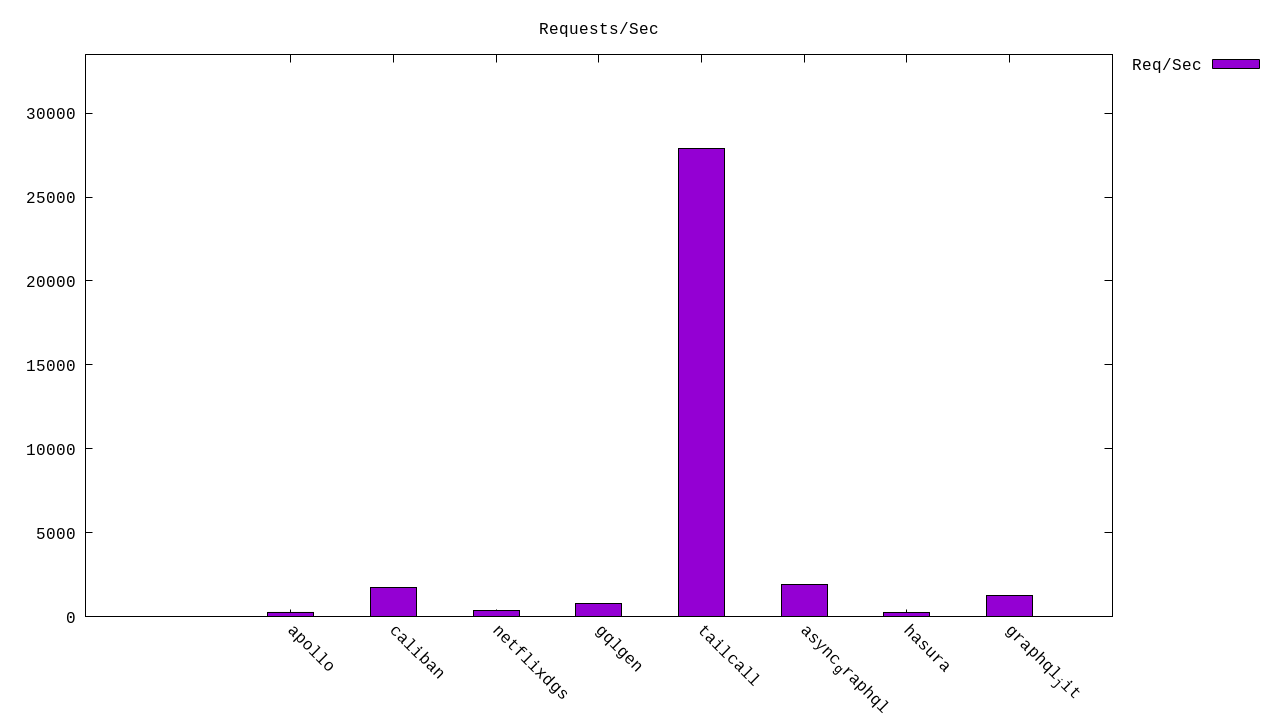 Requests/Sec
Req/Sec
30000
25000
20000
15000
10000
5000
0
apollo
caliban
netflixdgs
gqlgen
tailcall
async_graphql
hasura
graphql_jit